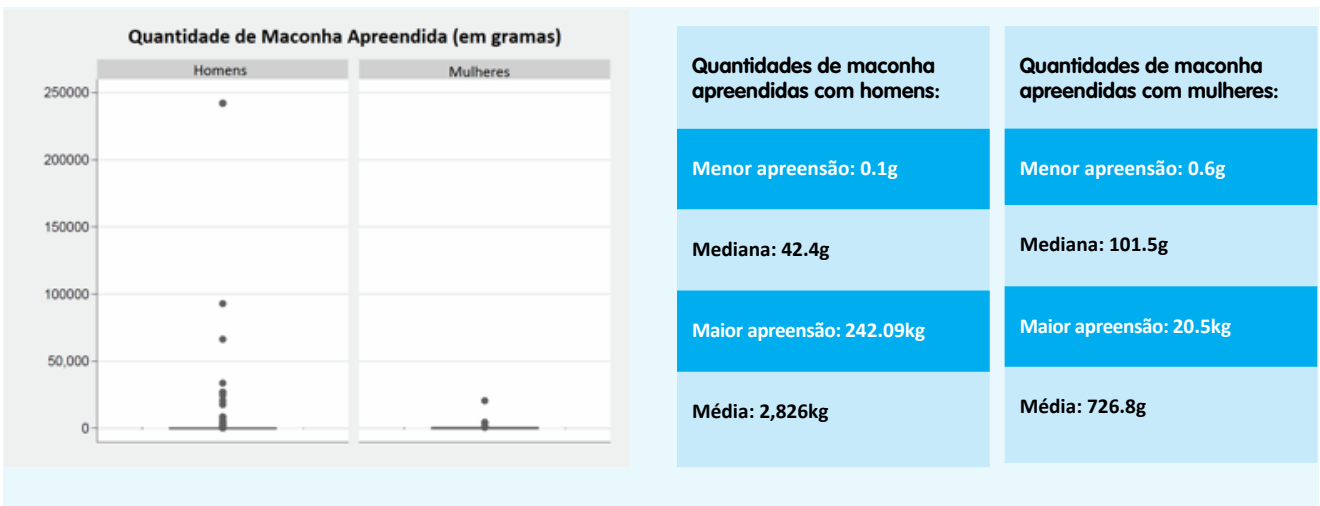 Quantidade de Maconha Apreendida (em gramas)
Homens
Mulheres
250000
200000
150000
100000
50,000
0
Quantidades de maconha
apreendidas com homens:
Menor apreensão: 0.1g
Mediana: 42.4g
Maior apreensão: 242.09kg
Média: 2,826kg
Quantidades de maconha
apreendidas com mulheres:
Menor apreensão: 0.6g
Mediana: 101.5g
Maior apreensão: 20.5kg
Média: 726.8g